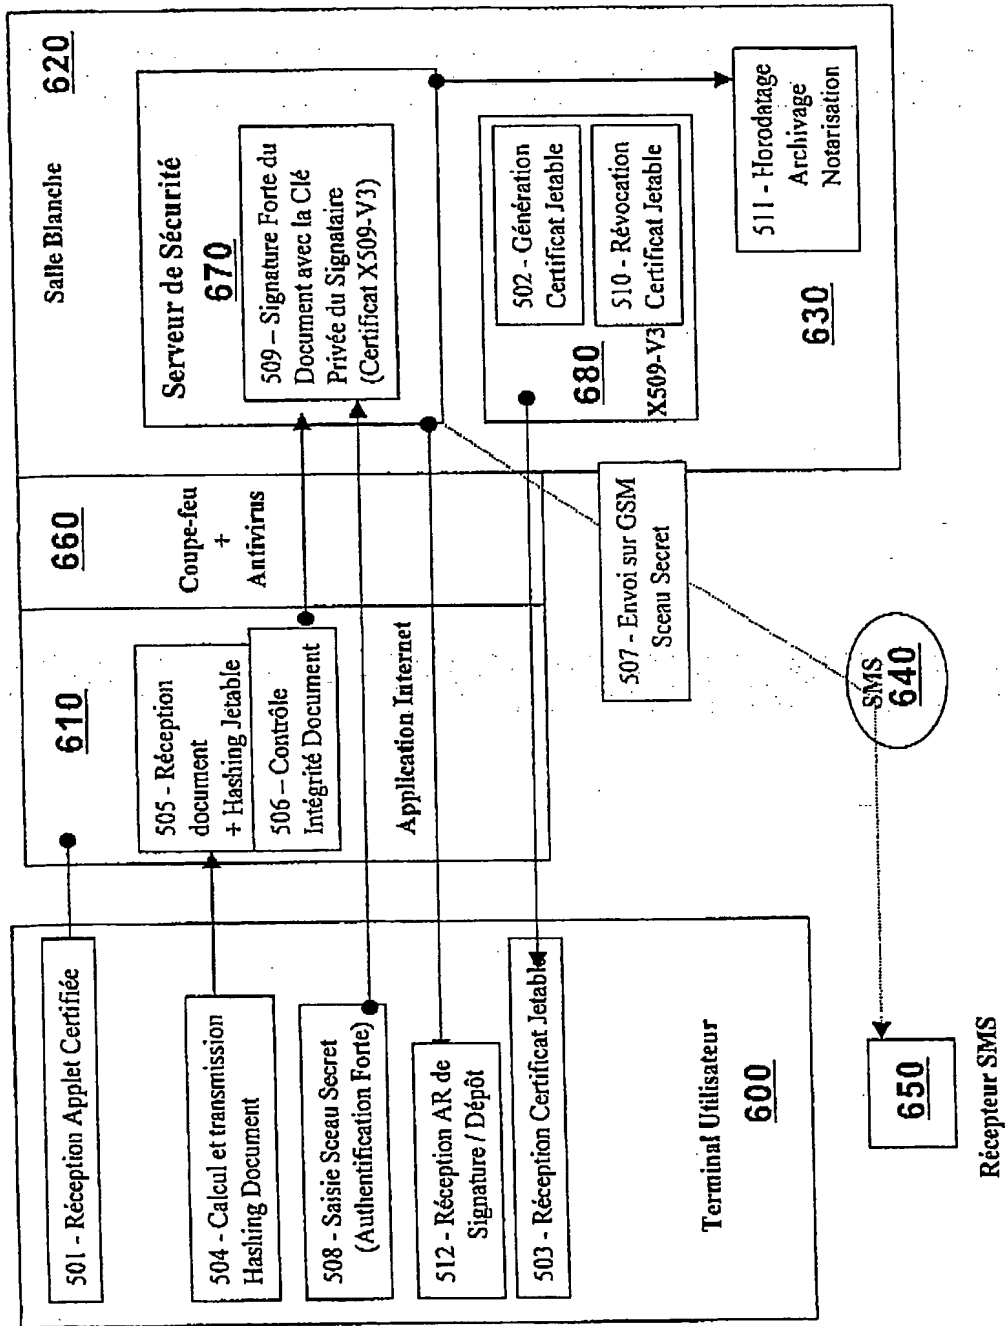 501 - Réception Applet Certifiée
504 - Calcul et transmission
Hashing Document
508 - Saisie Sceau Secret
(Authentification Forte)
512 - Réception AR de
Signature / Dépôt
503 - Réception Certificat Jetable
Terminal Utilisateur
600
610
505 - Réception
document
+ Hashing Jetable
506 – Contrôle
Intégrité Document
Application Internet
660
Coupe-feu
+
Antivirus
Salle Blanche
620
Serveur de Sécurité
670
509 – Signature Forte du
Document avec la Clé
Privée du Signataire
(Certificat X509-V3)
502 - Génération
Certificat Jetable
510 - Révocation
Certificat Jetable
680
X509-V3
630
511 - Horodatage
Archivage
Notarisation
507 - Envoi sur GSM
Sceau Secret
SMS
640
650
Récepteur SMS